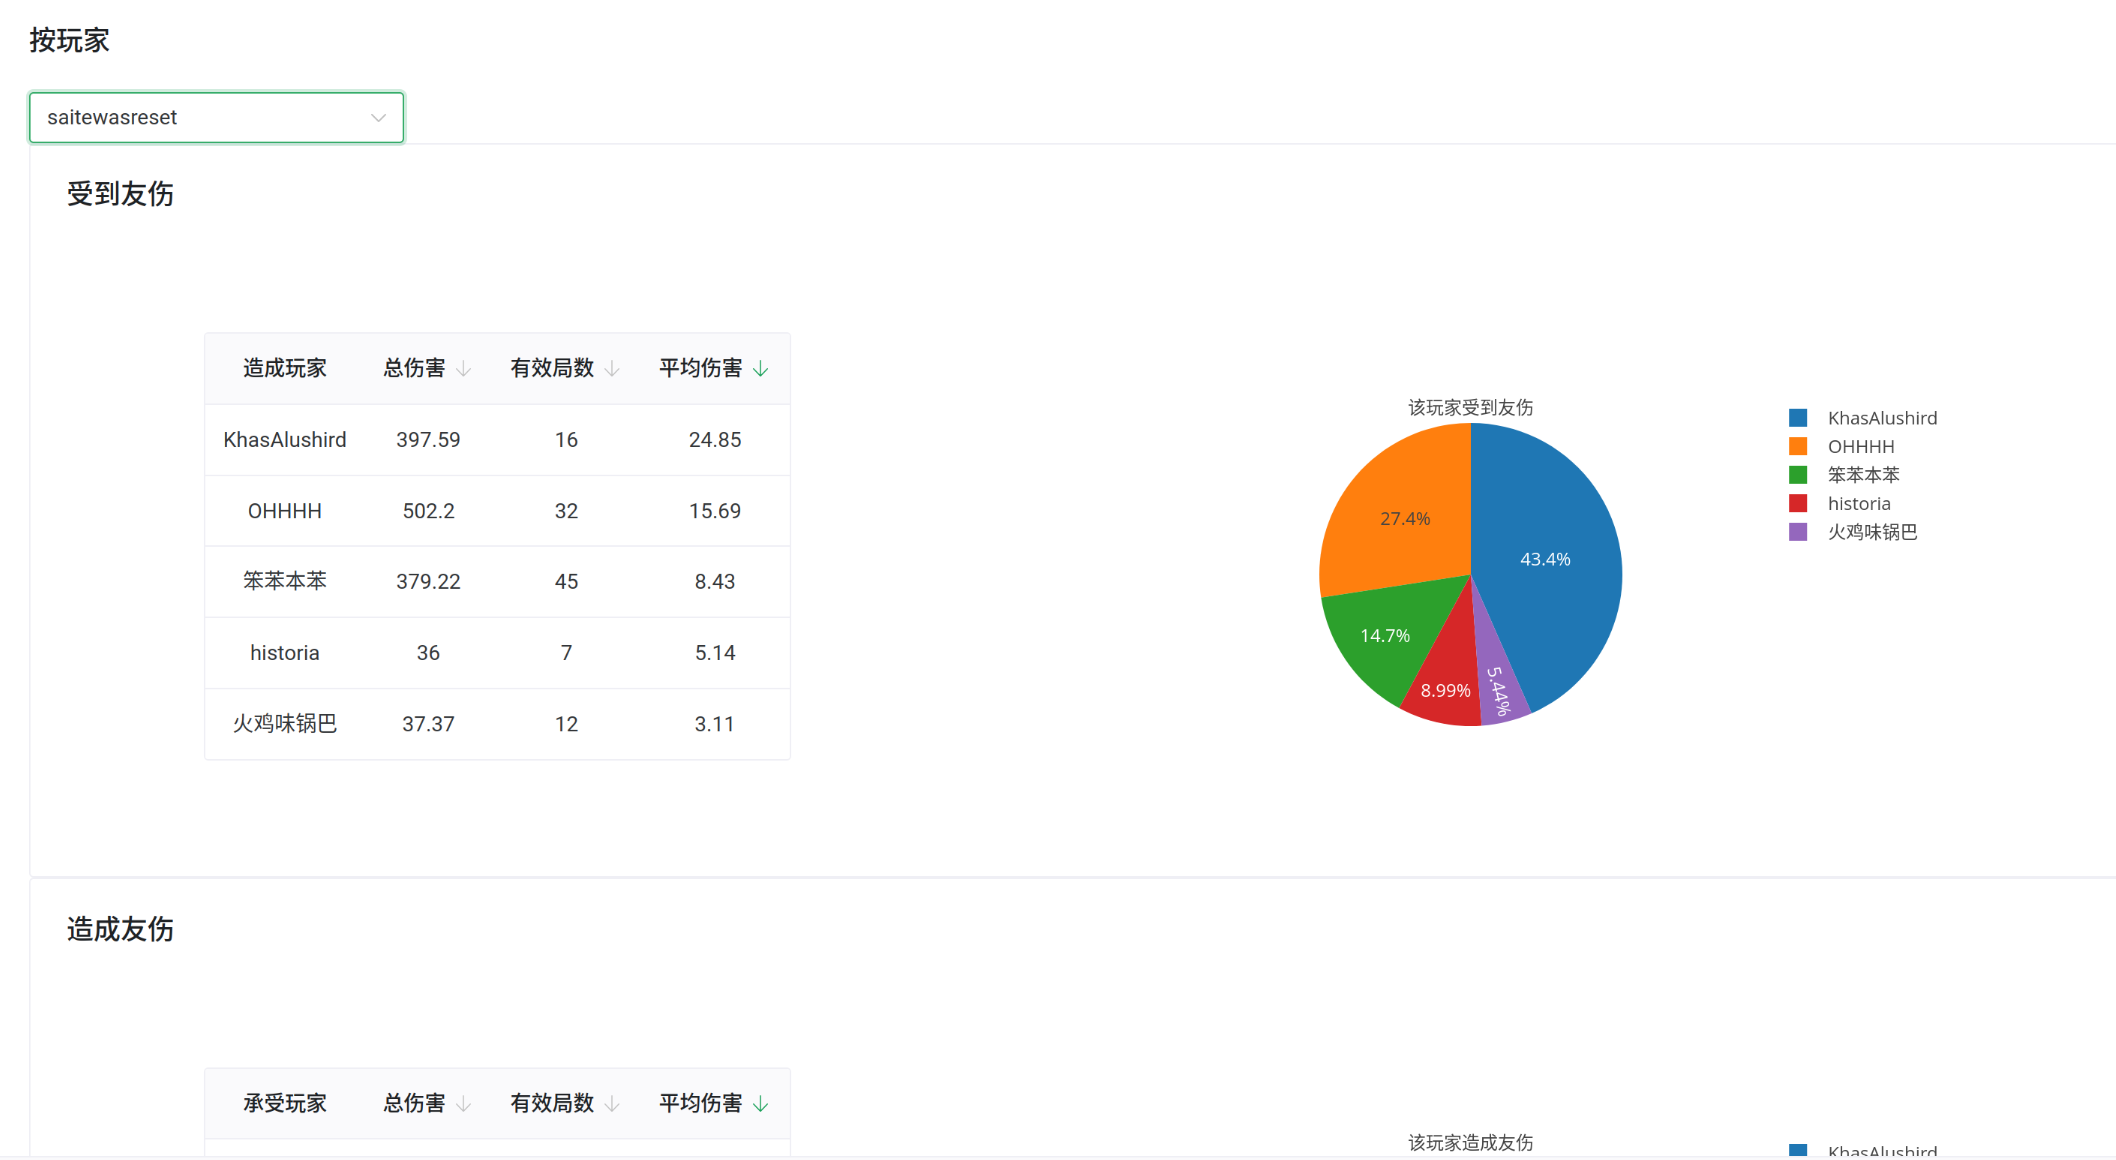 按玩家
saitewasreset
受到友伤
造成玩家 总伤害 有效局数 平均伤害
KhasAlushird 397.59 16 24.85
OHHHH 502.2 32 15.69
笨苯本苯 379.22 45 8.43
historia 36 7 5.14
火鸡味锅巴 37.37 12 3.11
该玩家受到友伤
43.4%
27.4%
14.7%
8.99%
5.44%
KhasAlushird
OHHHH
笨苯本苯
historia
火鸡味锅巴
造成友伤
承受玩家 总伤害 有效局数 平均伤害
该玩家造成友伤
KhasAlushird